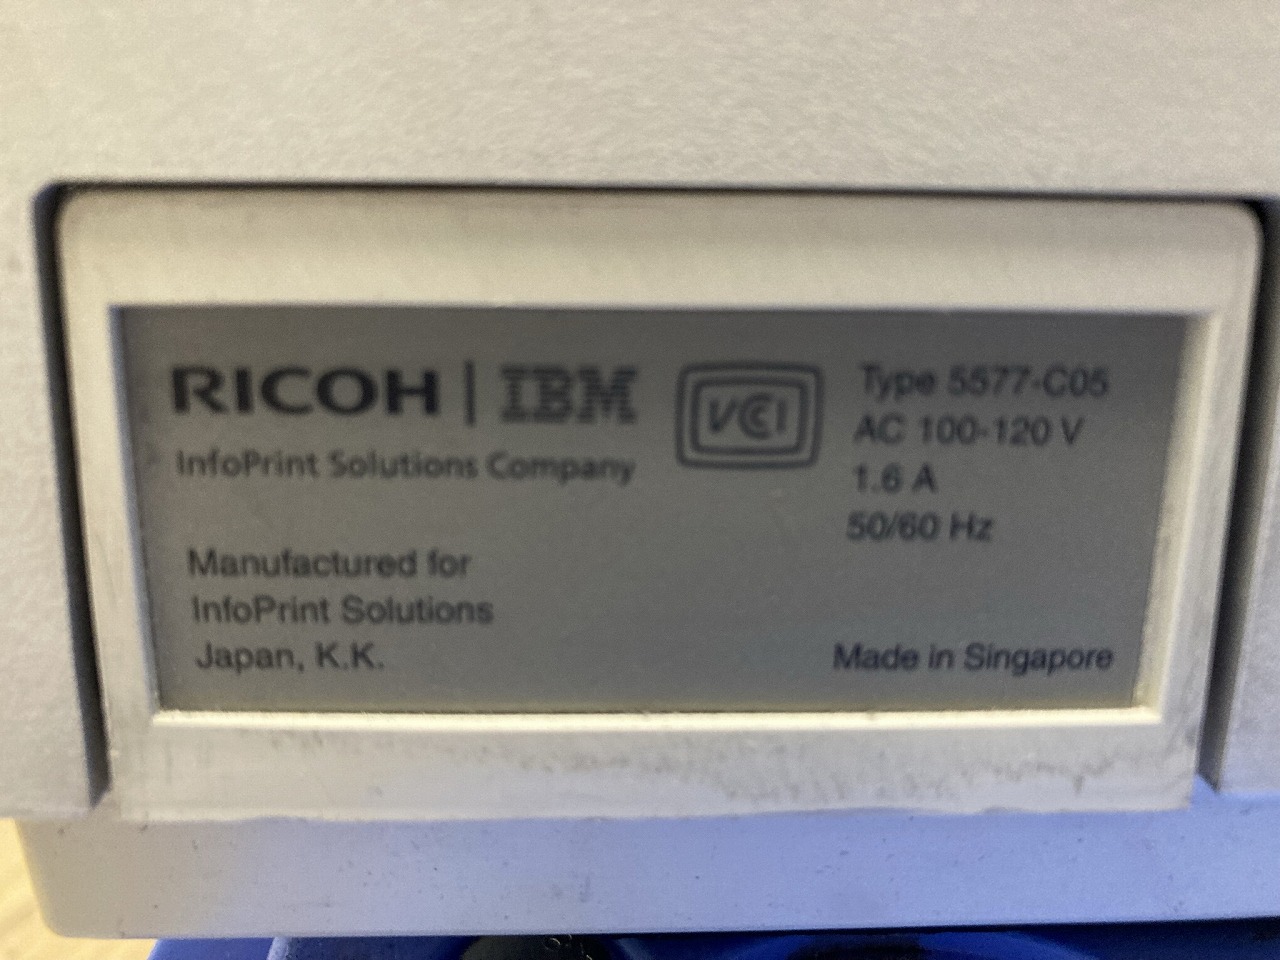 RICOH | IBM
InfoPrint Solutions Company
VCCI
Type 5577-C05
AC 100-120 V
1.6 A
50/60 Hz
Manufactured for
InfoPrint Solutions
Japan, K.K.
Made in Singapore